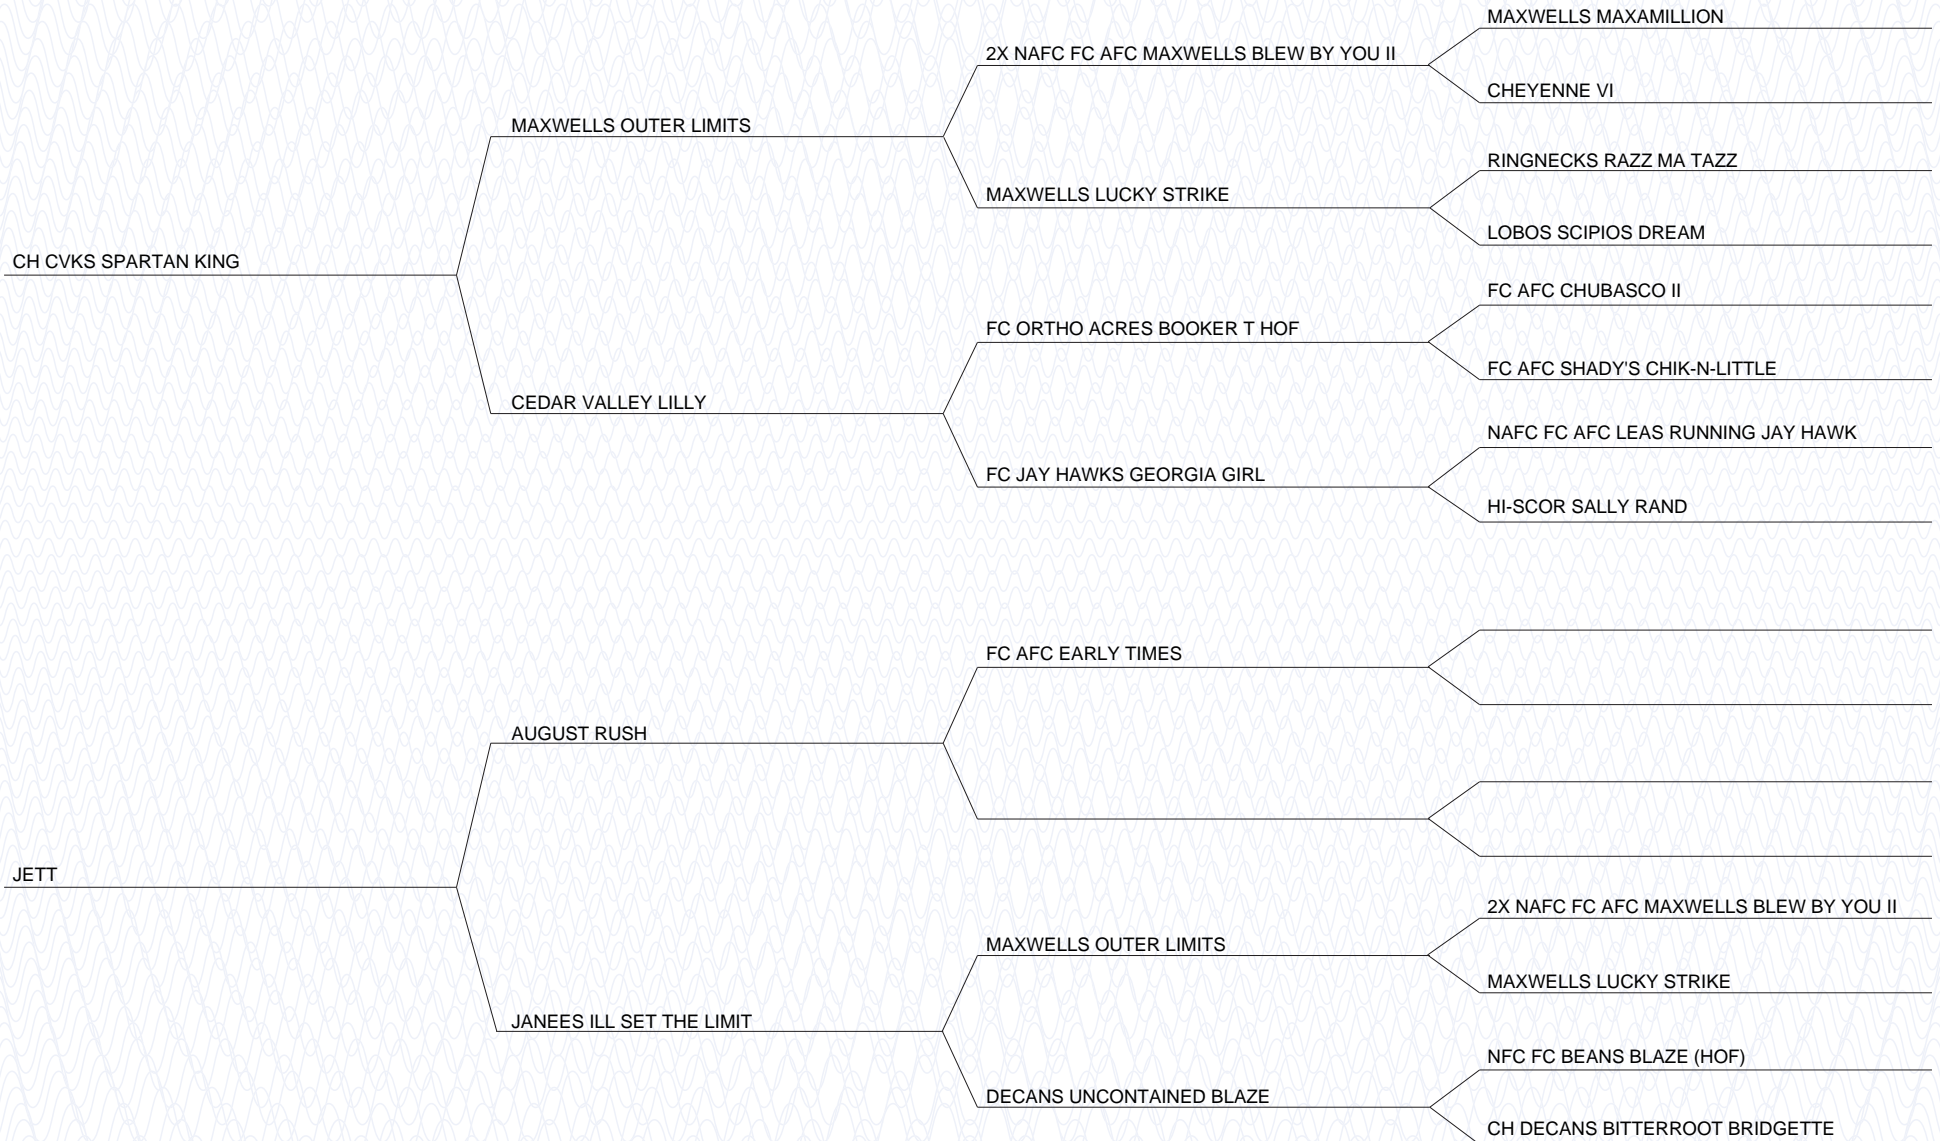 MAXWELLS MAXAMILLION
2X NAFC FC AFC MAXWELLS BLEW BY YOU II
CHEYENNE VI
MAXWELLS OUTER LIMITS
RINGNECKS RAZZ MA TAZZ
MAXWELLS LUCKY STRIKE
LOBOS SCIPIOS DREAM
CH CVKS SPARTAN KING
FC AFC CHUBASCO II
FC ORTHO ACRES BOOKER T HOF
FC AFC SHADY'S CHIK-N-LITTLE
CEDAR VALLEY LILLY
NAFC FC AFC LEAS RUNNING JAY HAWK
FC JAY HAWKS GEORGIA GIRL
HI-SCOR SALLY RAND
FC AFC EARLY TIMES
AUGUST RUSH
JETT
2X NAFC FC AFC MAXWELLS BLEW BY YOU II
MAXWELLS OUTER LIMITS
MAXWELLS LUCKY STRIKE
JANEES ILL SET THE LIMIT
NFC FC BEANS BLAZE (HOF)
DECANS UNCONTAINED BLAZE
CH DECANS BITTERROOT BRIDGETTE